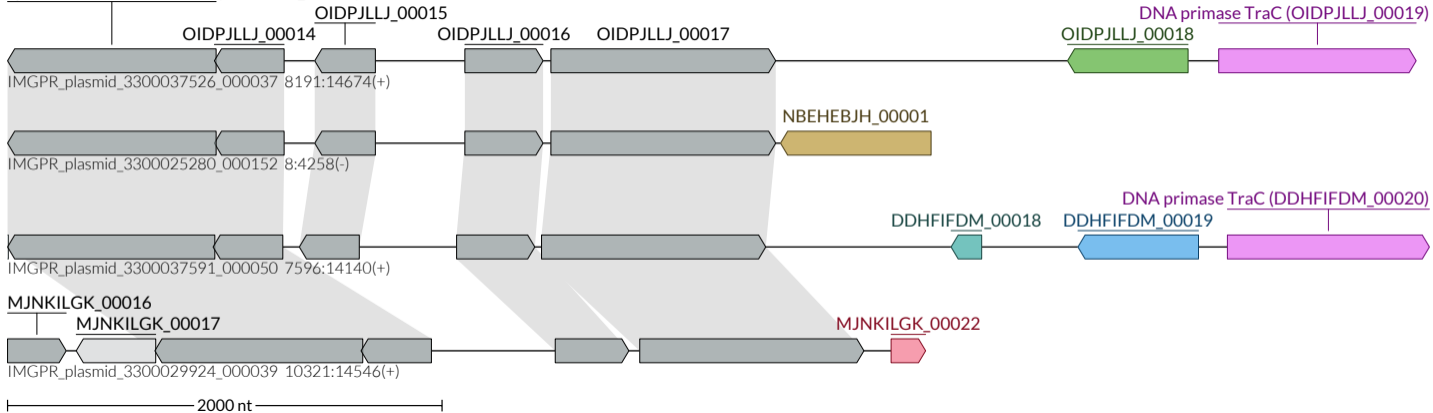 OIDPJLLJ_00015
DNA primase TraC (OIDPJLLJ_00019)
OIDPJLLJ_00014
OIDPJLLJ_00016
OIDPJLLJ_00017
OIDPJLLJ_00018
IMGPR_plasmid_3300037526_000037 8191:14674(+)
NBEHEBJH_00001
IMGPR_plasmid_3300025280_000152 8:4258(-)
DNA primase TraC (DDHFIFDM_00020)
DDHFIFDM_00018
DDHFIFDM_00019
IMGPR_plasmid_3300037591_000050 7596:14140(+)
MJNKILGK_00016
MJNKILGK_00017
MJNKILGK_00022
IMGPR_plasmid_3300029924_000039 10321:14546(+)
2000 nt